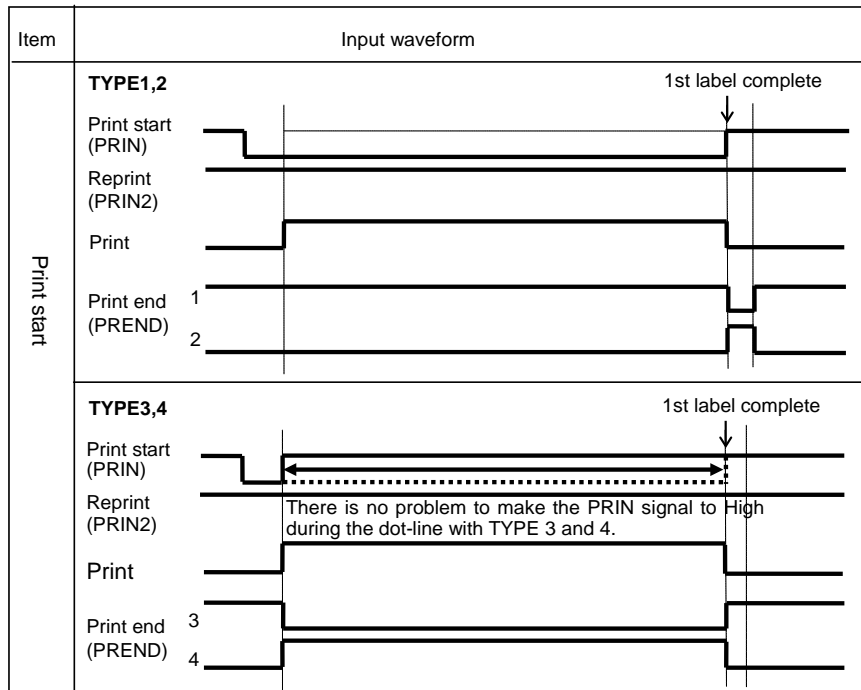 Item
Input waveform
Print start
TYPE1,2
1st label complete
Print start
(PRIN)
Reprint
(PRIN2)
Print
Print end
(PREND)
1
2
TYPE3,4
1st label complete
Print start
(PRIN)
Reprint
(PRIN2)
There is no problem to make the PRIN signal to High
during the dot-line with TYPE 3 and 4.
Print
Print end
(PREND)
3
4